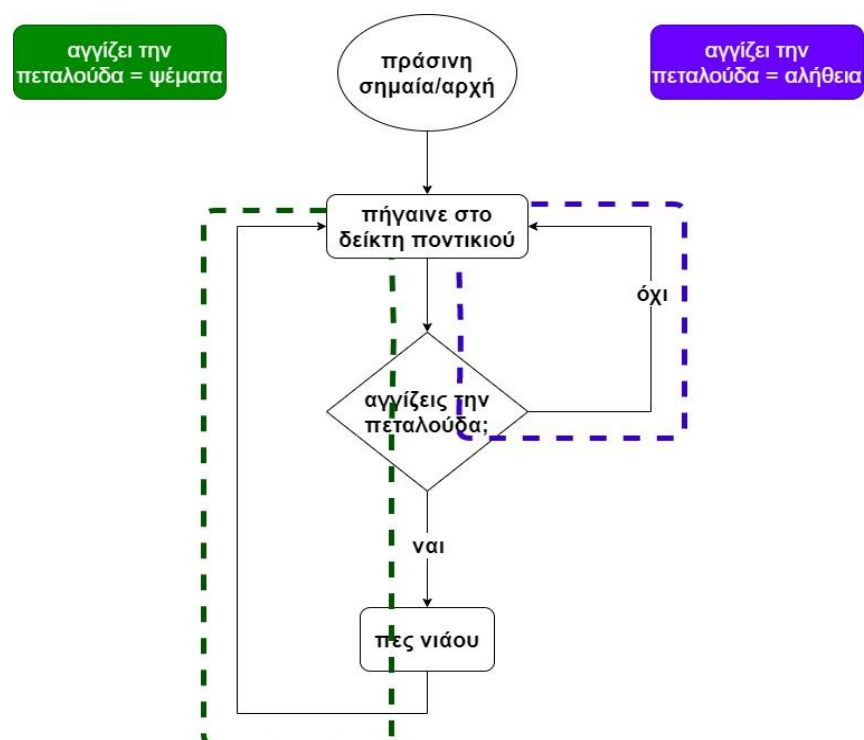 αγγίζει την
πεταλούδα = ψέματα
πράσινη
σημαία/αρχή
αγγίζει την
πεταλούδα = αλήθεια
πήγαινε στο
δείκτη ποντικιού
όχι
αγγίζεις την
πεταλούδα;
ναι
πες νιάου